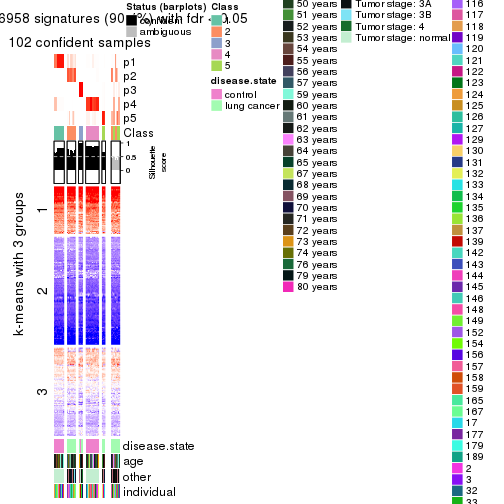 6958 signatures
fdr
0.05
102 confident samples
p1
p2
p3
p4
p5
Class
1
0.5
0
Silhouette
score
k-means with 3 groups
1
2
3
disease.state
age
other
individual
Status (barplots)
confident
ambiguous
Class
1
2
3
4
5
disease.state
control
lung cancer
50 years
51 years
52 years
53 years
54 years
55 years
56 years
57 years
59 years
60 years
61 years
62 years
63 years
64 years
65 years
67 years
68 years
69 years
70 years
71 years
72 years
73 years
74 years
76 years
79 years
80 years
Tumor stage: 3A
Tumor stage: 3B
Tumor stage: 4
Tumor stage: normal
116
117
118
119
120
121
122
123
124
125
126
127
129
130
131
132
133
134
135
136
137
139
142
143
144
145
146
148
149
152
154
156
157
158
159
165
167
17
177
179
189
2
3
32
33